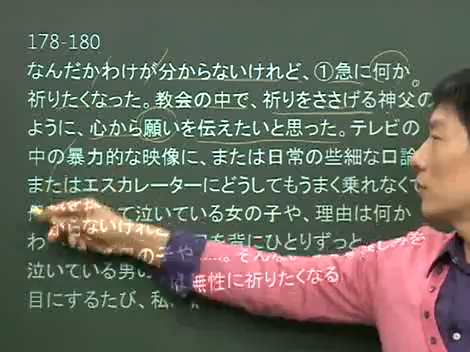 178-180
なんだかわけが分からないけれど、①急に何か
祈りたくなった。教会の中で、祈りをささげる神父の
ように、心から願いを伝えたいと思った。テレビの
中の暴力的な映像に、または日常の些細な口論
またはエスカレーターにどうしてもうまく乗れなくて
て泣いている女の子や、理由は何か
わ を背にひとりずっと
泣いている男の は無性に祈りたくなる
目にするたび、私